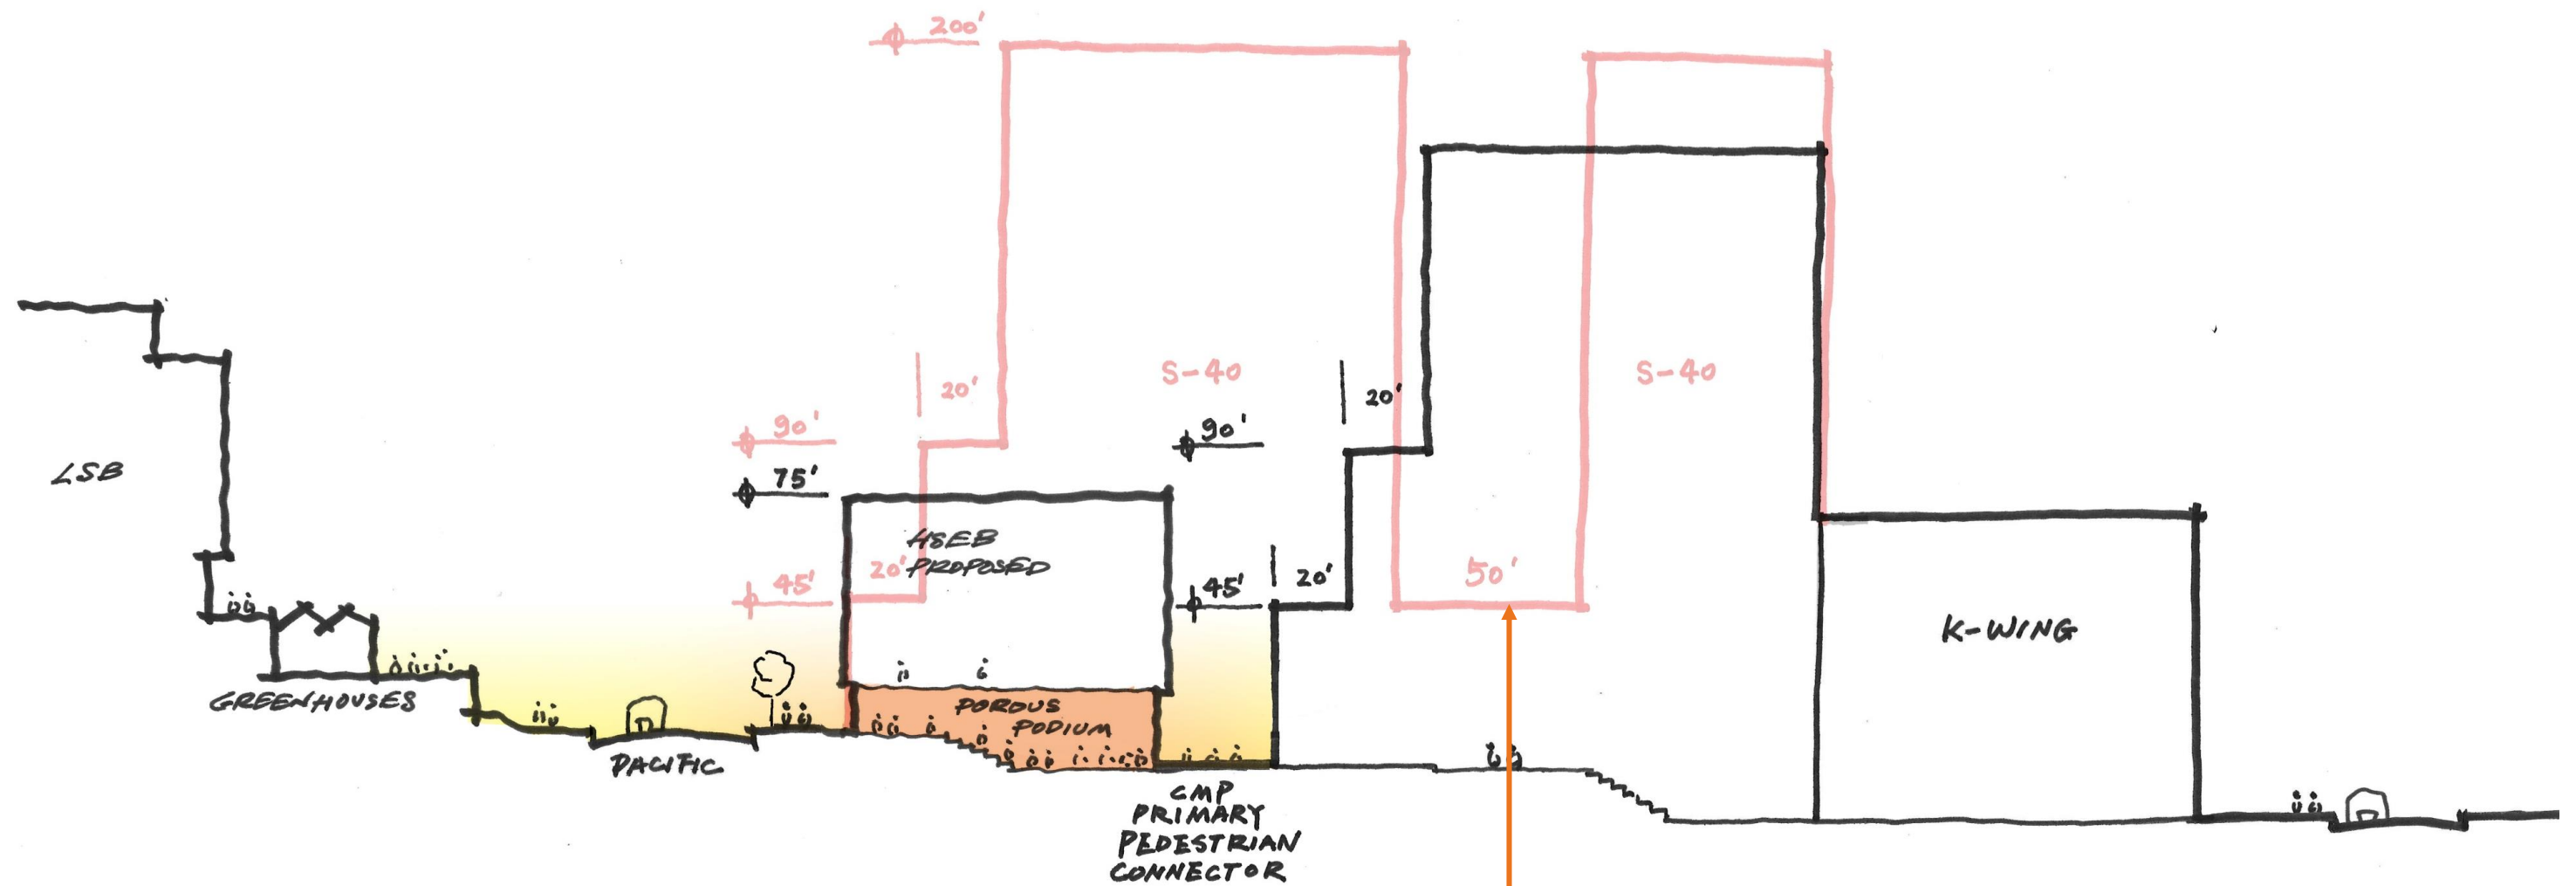 200'
20'
S-40
20'
S-40
90'
90'
75'
LSB
HSEB
PROPOSED
20'
45'
45'
20'
50'
K-WING
GREENHOUSES
POROUS
PODIUM
PACIFIC
CMP
PRIMARY
PEDESTRIAN
CONNECTOR